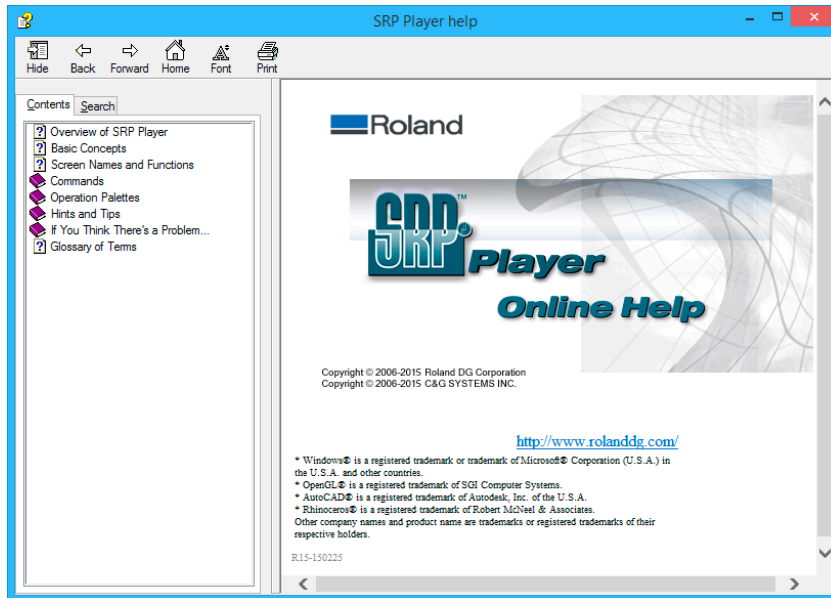 SRP Player help
Hide Back Forward Home Font Print
Contents Search
Overview of SRP Player
Basic Concepts
Screen Names and Functions
Commands
Operation Palettes
Hints and Tips
If You Think There's a Problem...
Glossary of Terms
Roland
SRP™
Player
Online Help
Copyright © 2006-2015 Roland DG Corporation
Copyright © 2006-2015 C&G SYSTEMS INC.
http://www.rolanddg.com/
* Windows® is a registered trademark or trademark of Microsoft® Corporation (U.S.A.) in
the U.S.A. and other countries.
* OpenGL® is a registered trademark of SGI Computer Systems.
* AutoCAD® is a registered trademark of Autodesk, Inc. of the U.S.A.
* Rhinoceros® is a registered trademark of Robert McNeel & Associates.
Other company names and product name are trademarks or registered trademarks of their
respective holders.
R15-150225